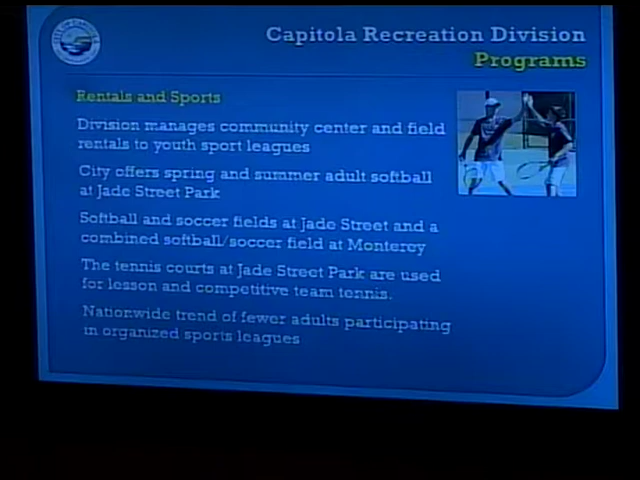 Capitola Recreation Division
Programs
Rentals and Sports
Division manages community center and field
rentals to youth sport leagues
City offers spring and summer adult softball
at Jade Street Park
Softball and soccer fields at Jade Street and a
combined softball/soccer field at Monterey
The tennis courts at Jade Street Park are used
for lesson and competitive team tennis.
Nationwide trend of fewer adults participating
in organized sports leagues